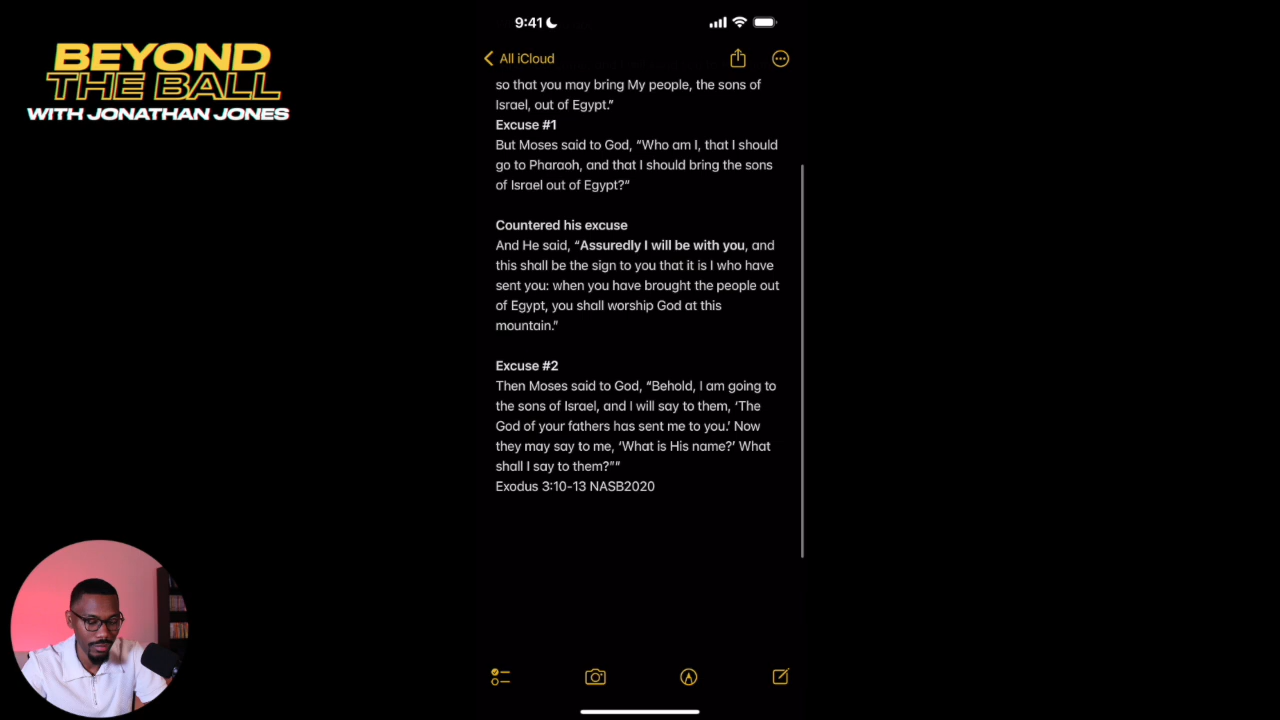 BEYOND
THE BALL
WITH JONATHAN JONES
9:41
All iCloud
so that you may bring My people, the sons of
Israel, out of Egypt.”
Excuse #1
But Moses said to God, “Who am I, that I should
go to Pharaoh, and that I should bring the sons
of Israel out of Egypt?”
Countered his excuse
And He said, “Assuredly I will be with you, and
this shall be the sign to you that it is I who have
sent you: when you have brought the people out
of Egypt, you shall worship God at this
mountain.”
Excuse #2
Then Moses said to God, “Behold, I am going to
the sons of Israel, and I will say to them, ‘The
God of your fathers has sent me to you.’ Now
they may say to me, ‘What is His name?’ What
shall I say to them?””
Exodus 3:10-13 NASB2020